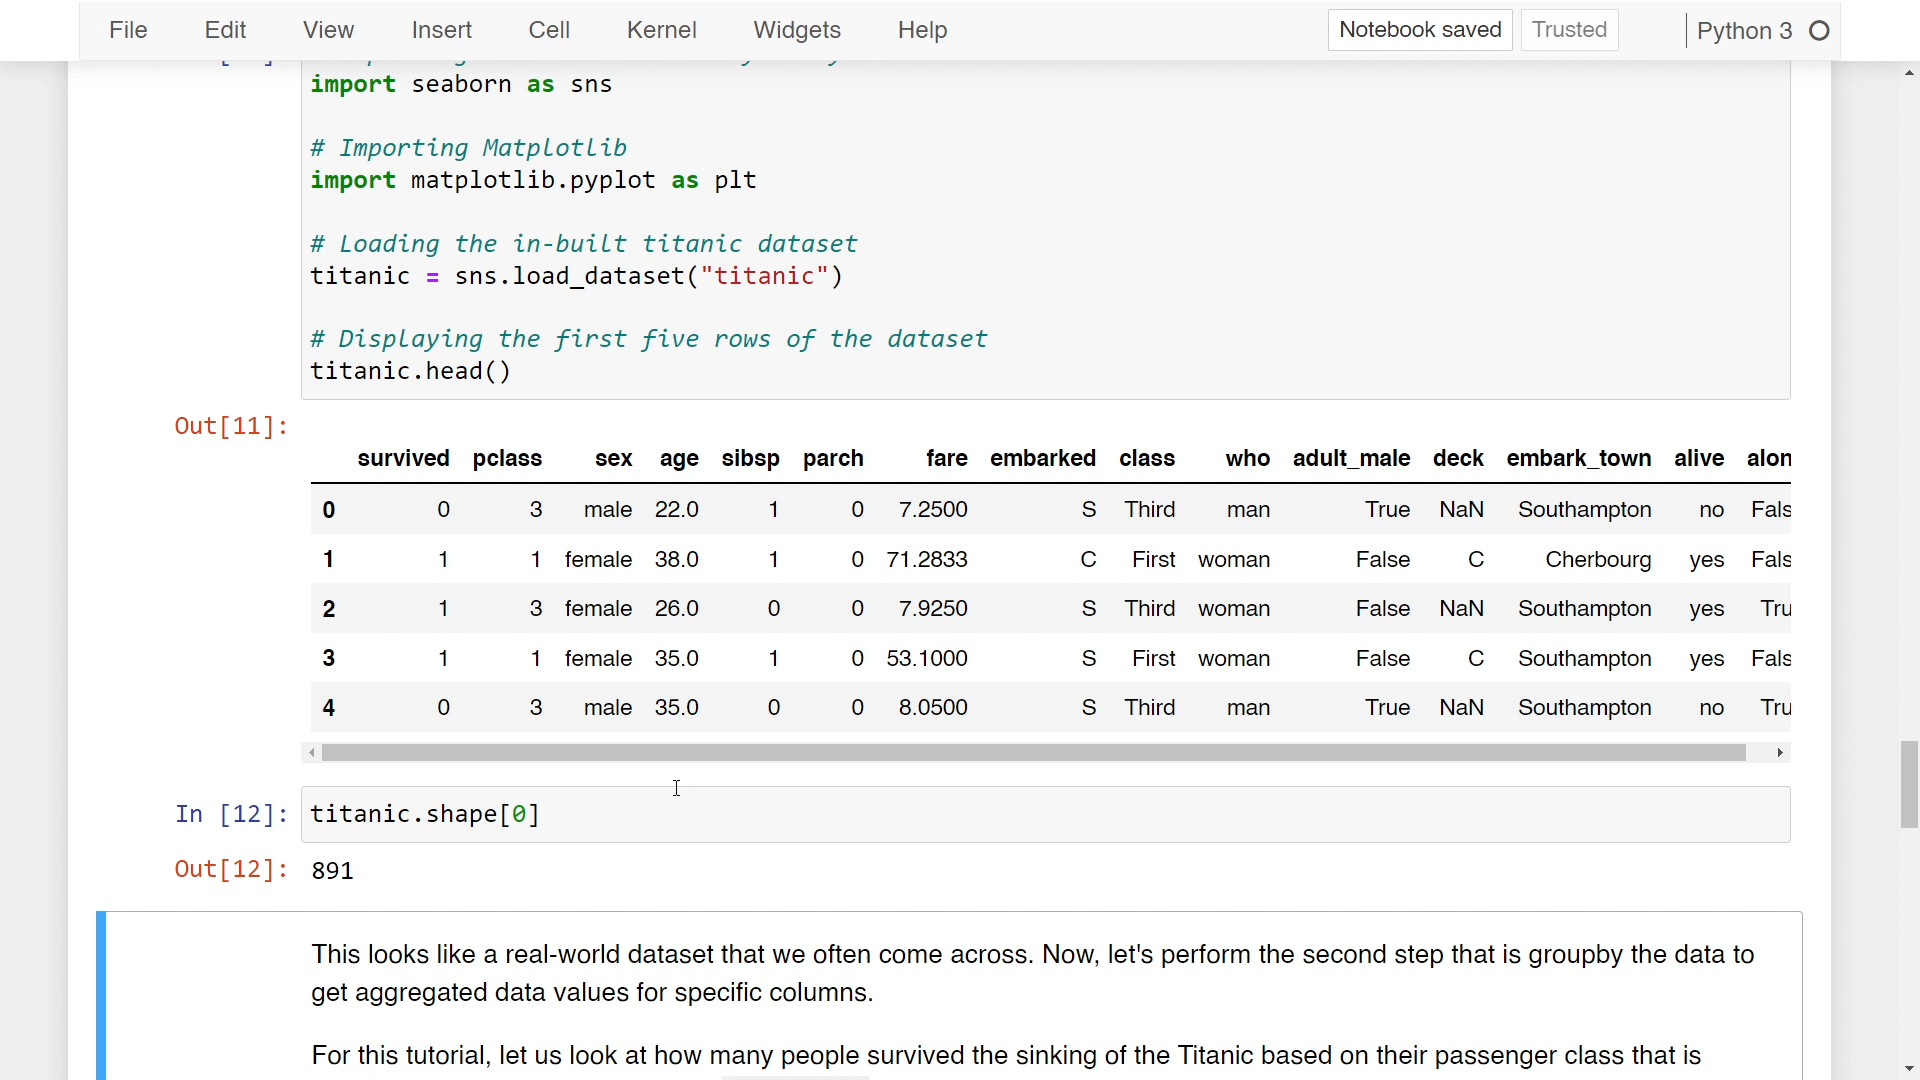 File Edit View Insert Cell Kernel Widgets Help Notebook saved Trusted Python 3
import seaborn as sns
# Importing Matplotlib
import matplotlib.pyplot as plt
# Loading the in-built titanic dataset
titanic = sns.load_dataset("titanic")
# Displaying the first five rows of the dataset
titanic.head()
Out[11]:
survived pclass sex age sibsp parch fare embarked class who adult_male deck embark_town alive alon
0 0 3 male 22.0 1 0 7.2500 S Third man True NaN Southampton no Fals
1 1 1 female 38.0 1 0 71.2833 C First woman False C Cherbourg yes Fals
2 1 3 female 26.0 0 0 7.9250 S Third woman False NaN Southampton yes Tru
3 1 1 female 35.0 1 0 53.1000 S First woman False C Southampton yes Fals
4 0 3 male 35.0 0 0 8.0500 S Third man True NaN Southampton no Tru
In [12]: titanic.shape[0]
Out[12]: 891
This looks like a real-world dataset that we often come across. Now, let's perform the second step that is groupby the data to
get aggregated data values for specific columns.
For this tutorial, let us look at how many people survived the sinking of the Titanic based on their passenger class that is